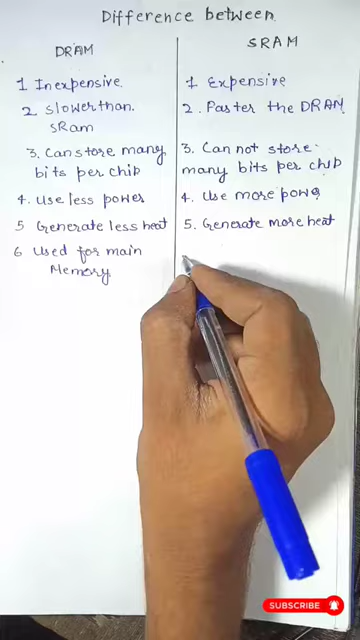 Difference between
DRAM
1 Inexpensive.
2 slower than.
SRam
3. Can store many
bits per chip
4. Use less power
5 Generate less heat
6 Used for main
Memory
SRAM
1 Expensive
2. Paster the DRAM
3. Can not store
many bits per chip
4. Use more power
5. Generate more heat
SUBSCRIBE